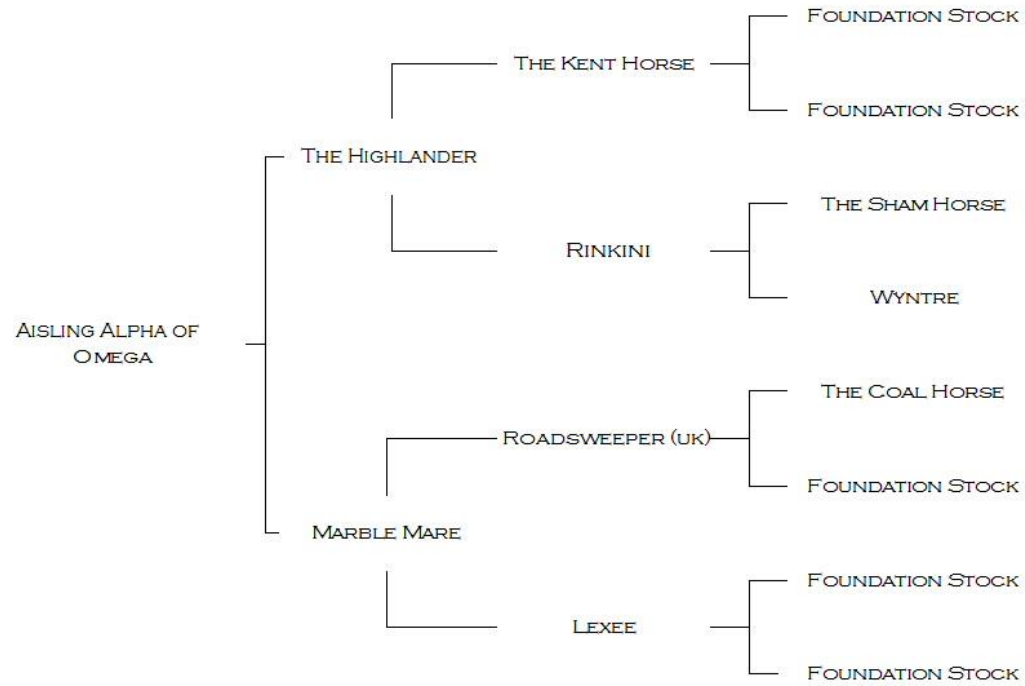 Foundation Stock
The Kent Horse
Foundation Stock
The Highlander
The Sham Horse
Rinkini
Wyntre
Aisling Alpha of
Omega
The Coal Horse
Roadsweeper (uk)
Foundation Stock
Marble Mare
Foundation Stock
Lexee
Foundation Stock